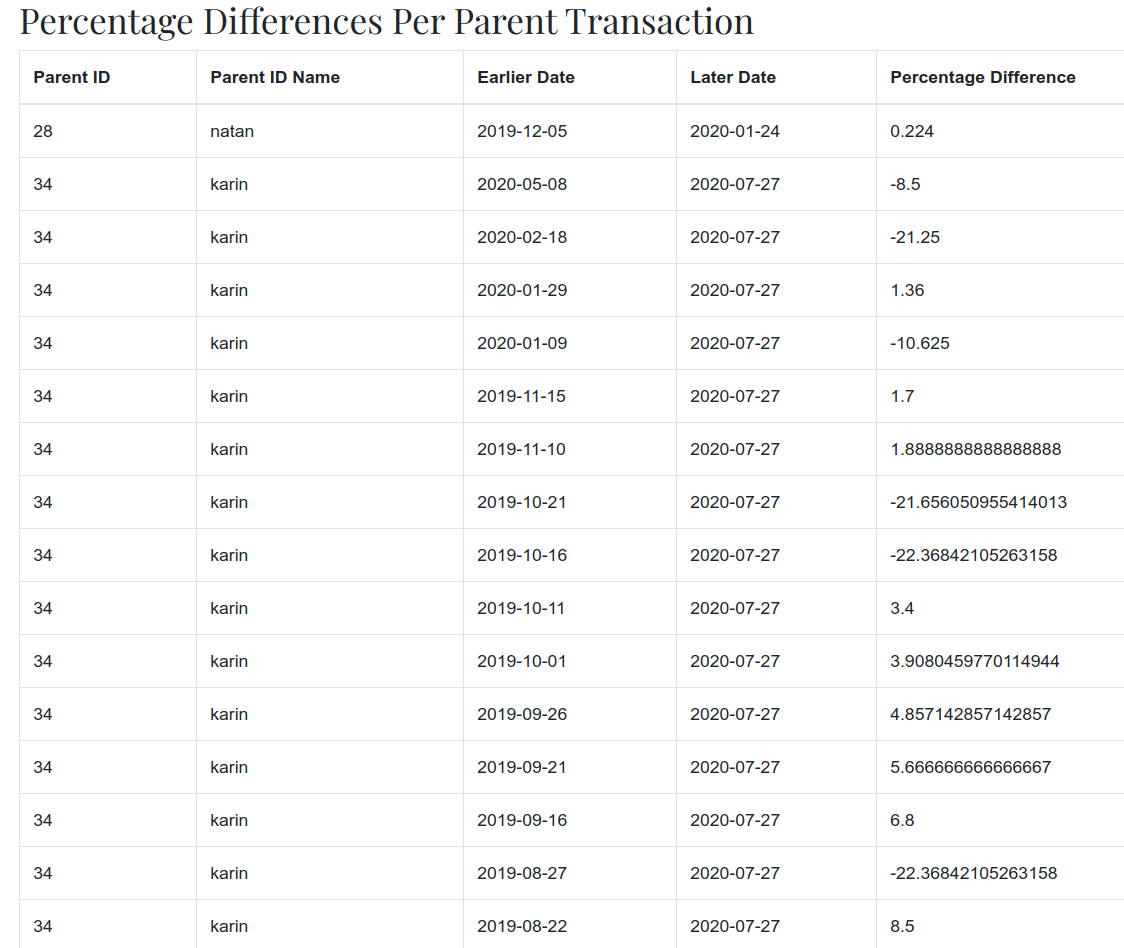 Percentage Differences Per Parent Transaction
Parent ID Parent ID Name Earlier Date Later Date Percentage Difference
28 natan 2019-12-05 2020-01-24 0.224
34 karin 2020-05-08 2020-07-27 -8.5
34 karin 2020-02-18 2020-07-27 -21.25
34 karin 2020-01-29 2020-07-27 1.36
34 karin 2020-01-09 2020-07-27 -10.625
34 karin 2019-11-15 2020-07-27 1.7
34 karin 2019-11-10 2020-07-27 1.8888888888888888
34 karin 2019-10-21 2020-07-27 -21.656050955414013
34 karin 2019-10-16 2020-07-27 -22.36842105263158
34 karin 2019-10-11 2020-07-27 3.4
34 karin 2019-10-01 2020-07-27 3.9080459770114944
34 karin 2019-09-26 2020-07-27 4.857142857142857
34 karin 2019-09-21 2020-07-27 5.666666666666667
34 karin 2019-09-16 2020-07-27 6.8
34 karin 2019-08-27 2020-07-27 -22.36842105263158
34 karin 2019-08-22 2020-07-27 8.5